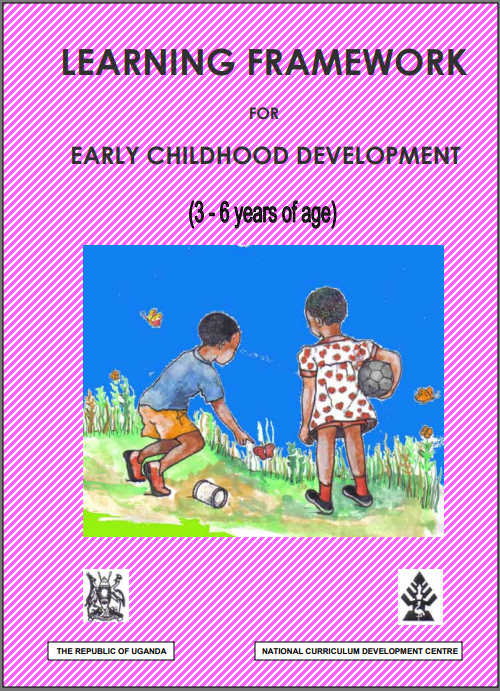 LEARNING FRAMEWORK
FOR
EARLY CHILDHOOD DEVELOPMENT
(3 - 6 years of age)
THE REPUBLIC OF UGANDA
NATIONAL CURRICULUM DEVELOPMENT CENTRE